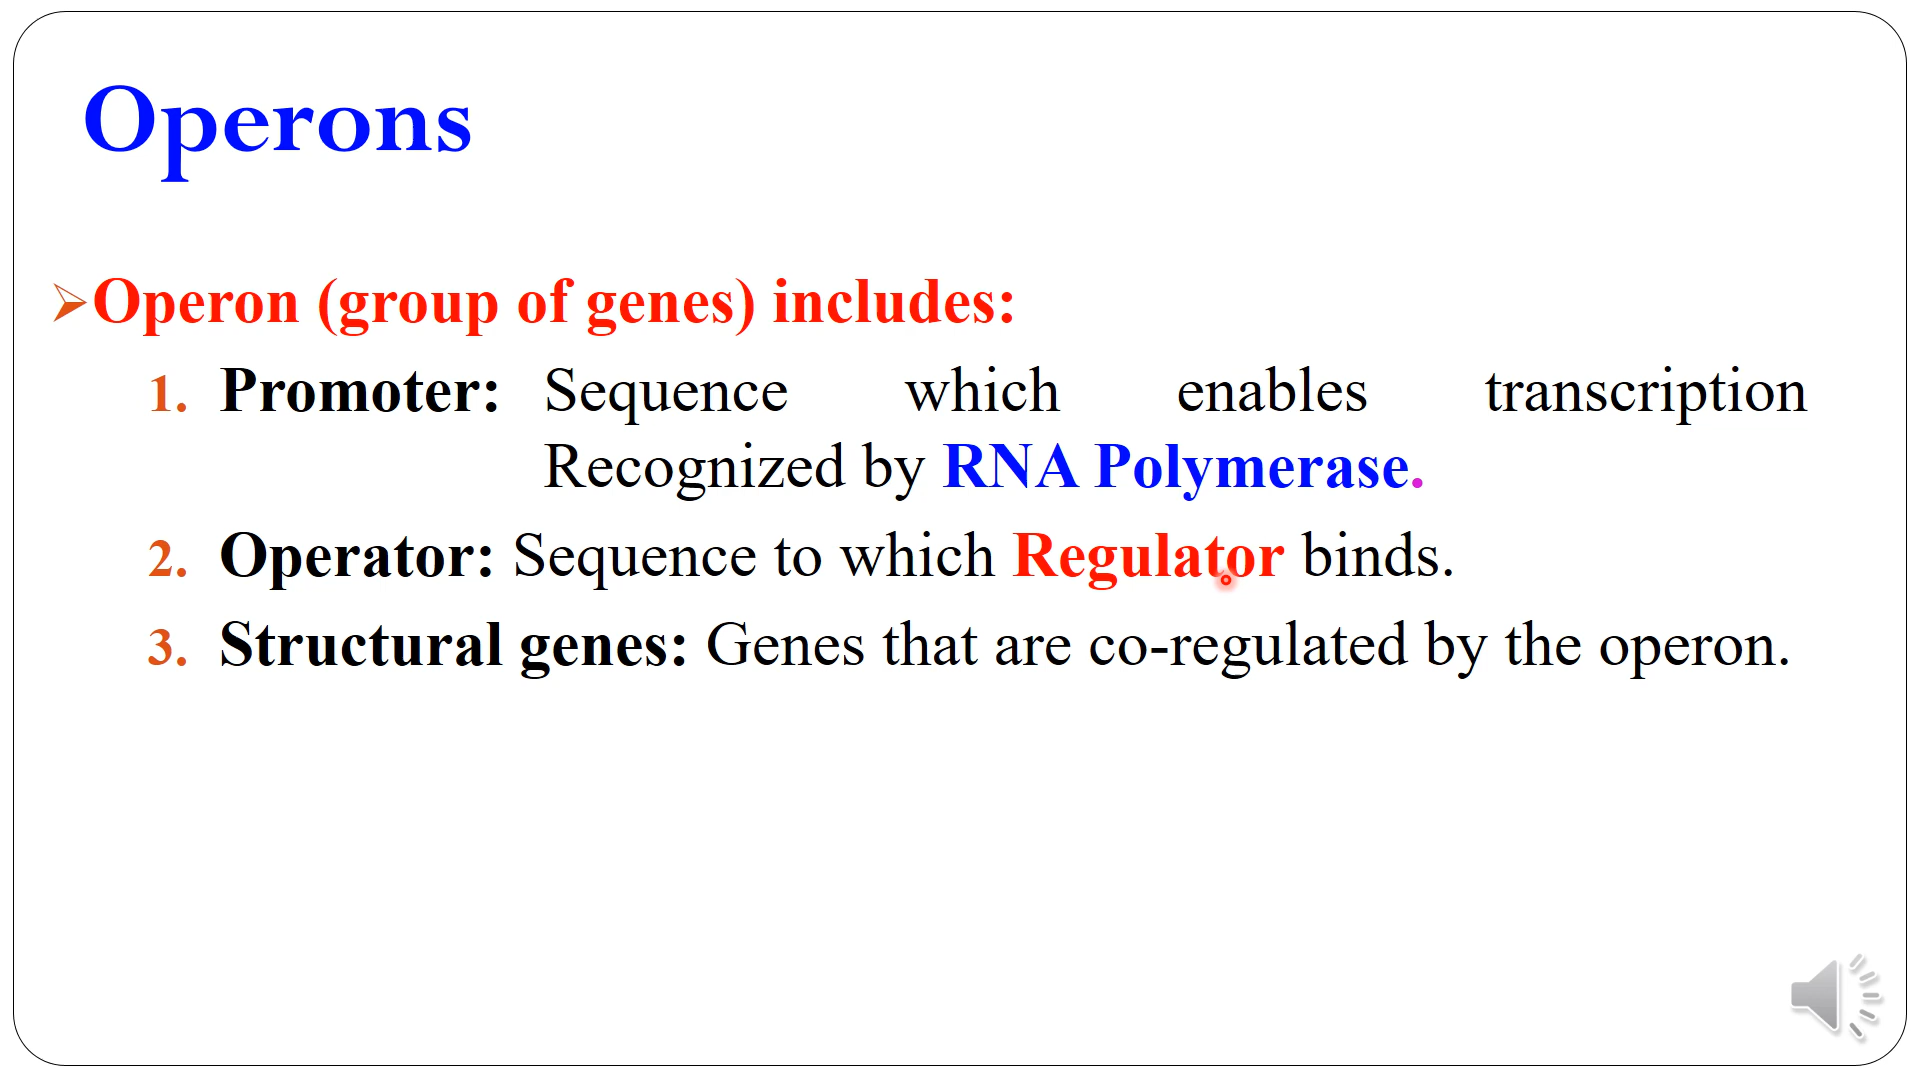 Operons
Operon (group of genes) includes:
1. Promoter: Sequence which enables transcription
Recognized by RNA Polymerase.
2. Operator: Sequence to which Regulator binds.
3. Structural genes: Genes that are co-regulated by the operon.